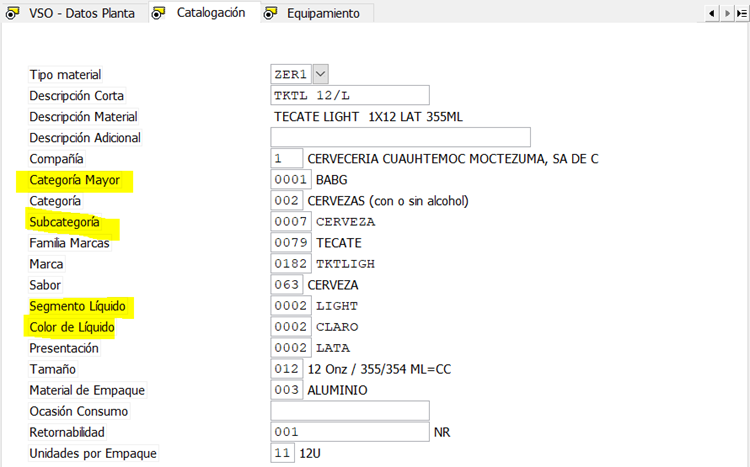 VSO - Datos Planta Catalogación Equipamiento
Tipo material ZER1
Descripción Corta TKTL 12/L
Descripción Material TECATE LIGHT 1X12 LAT 355ML
Descripción Adicional
Compañía 1 CERVECERIA CUAUHTEMOC MOCTEZUMA, SA DE C
Categoría Mayor 0001 BABG
Categoría 002 CERVEZAS (con o sin alcohol)
Subcategoría 0007 CERVEZA
Familia Marcas 0079 TECATE
Marca 0182 TKTLIGH
Sabor 063 CERVEZA
Segmento Líquido 0002 LIGHT
Color de Líquido 0002 CLARO
Presentación 0002 LATA
Tamaño 012 12 Onz / 355/354 ML=CC
Material de Empaque 003 ALUMINIO
Ocasión Consumo
Retornabilidad 001 NR
Unidades por Empaque 11 12U